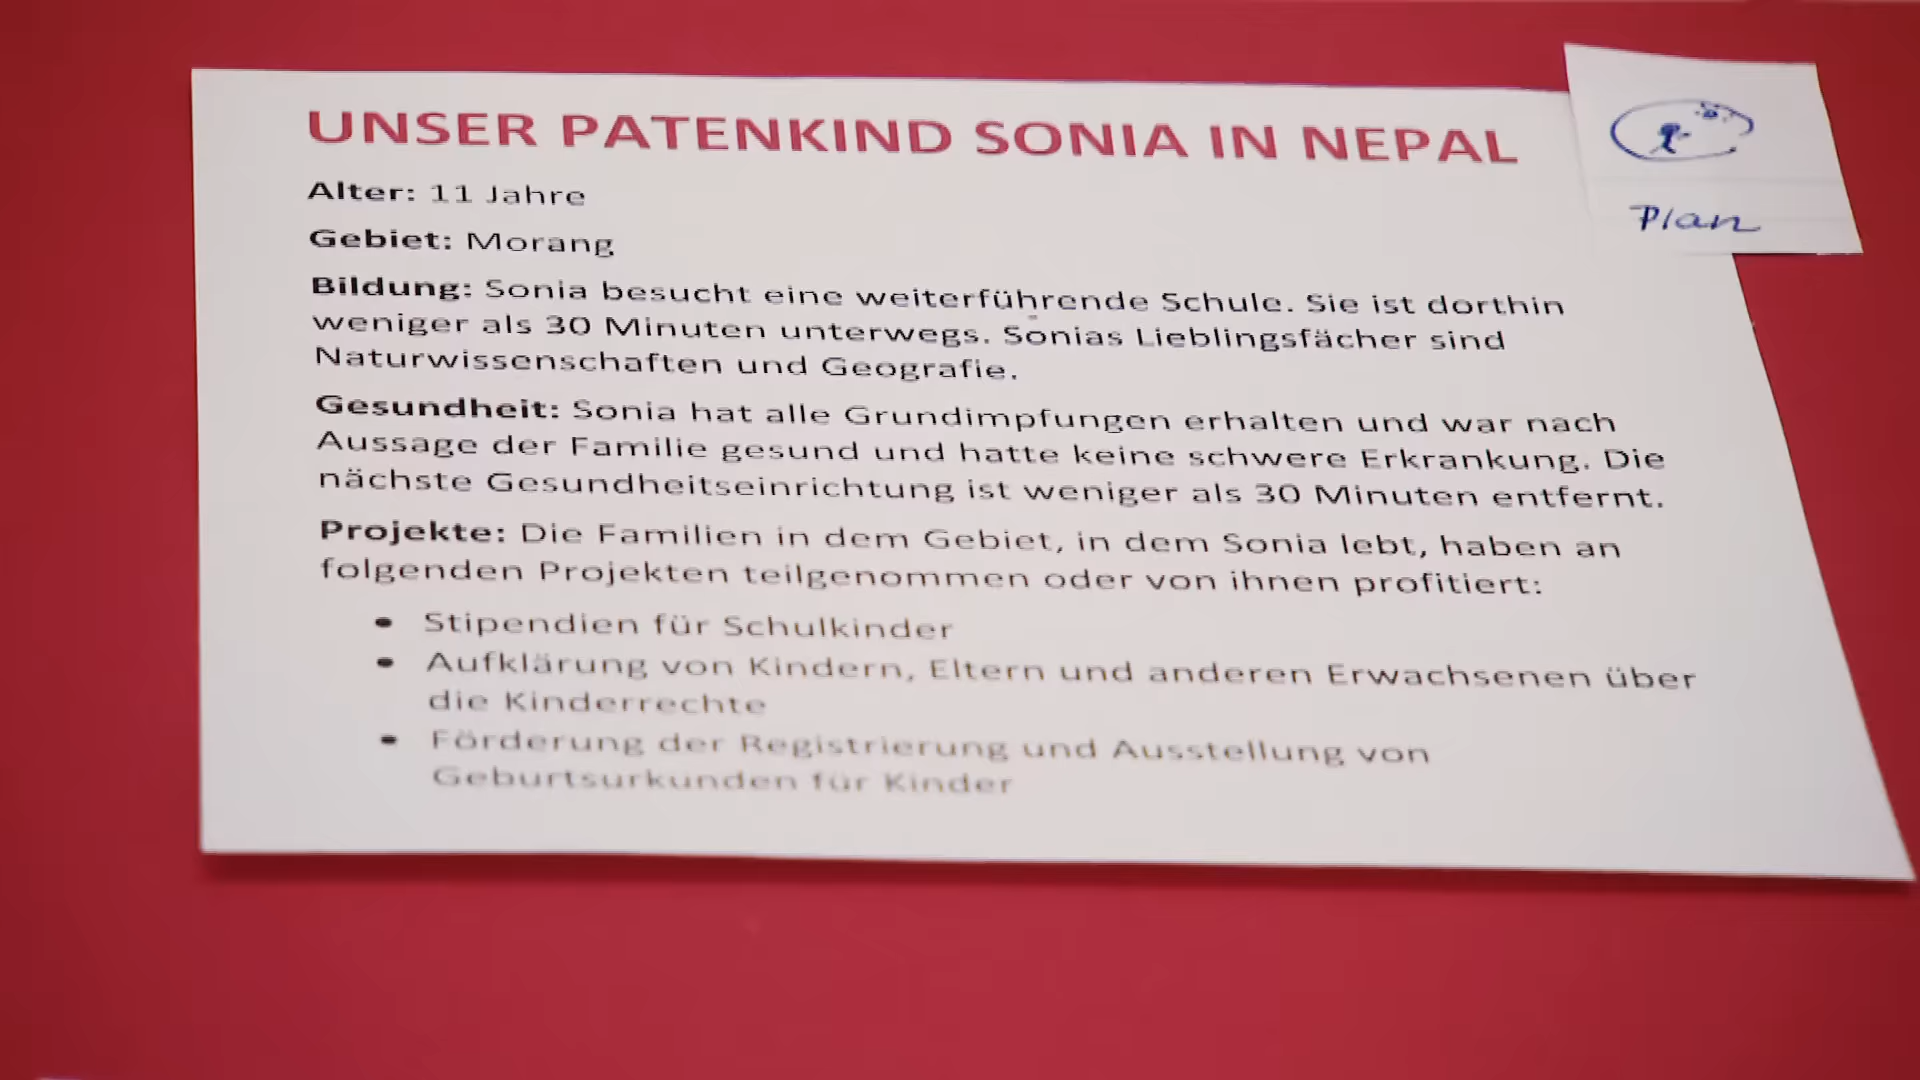 UNSER PATENKIND SONIA IN NEPAL
Alter: 11 Jahre
Gebiet: Morang
Bildung: Sonia besucht eine weiterführende Schule. Sie ist dorthin
weniger als 30 Minuten unterwegs. Sonias Lieblingsfächer sind
Naturwissenschaften und Geografie.
Gesundheit: Sonia hat alle Grundimpfungen erhalten und war nach
Aussage der Familie gesund und hatte keine schwere Erkrankung. Die
nächste Gesundheitseinrichtung ist weniger als 30 Minuten entfernt.
Projekte: Die Familien in dem Gebiet, in dem Sonia lebt, haben an
folgenden Projekten teilgenommen oder von ihnen profitiert:
• Stipendien für Schulkinder
• Aufklärung von Kindern, Eltern und anderen Erwachsenen über
die Kinderrechte
• Förderung der Registrierung und Ausstellung von
Geburtsurkunden für Kinder
Plan